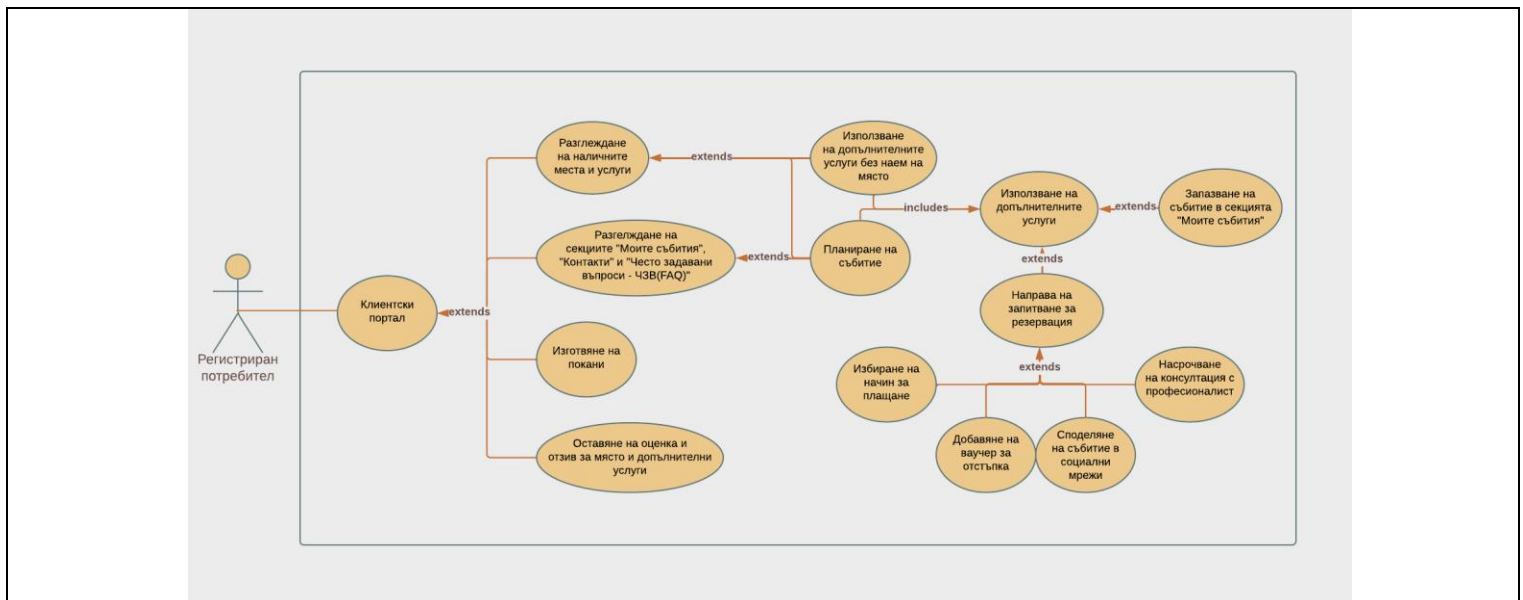 Разглеждане
на наличните
места и услуги
extends
Използване
на допълнителните
услуги без наем на
място
includes
Използване на
допълнителните
услуги
extends
Запазване на
събитие в секцията
"Моите събития"
Разгелждане на
секциите "Моите събития",
"Контакти" и "Често задавани
въпроси - ЧЗВ(FAQ)"
extends
Планиране на
събитие
extends
Направа на
запитване за
резервация
Клиентски
портал
extends
Регистриран
потребител
Изготвяне на
покани
extends
Избиране на
начин за
плащане
Насрочване
на консултация с
професионалист
Оставяне на оценка и
отзив за място и допълнителни
услуги
Добавяне на
ваучер за
отстъпка
Споделяне
на събитие в
социални
мрежи